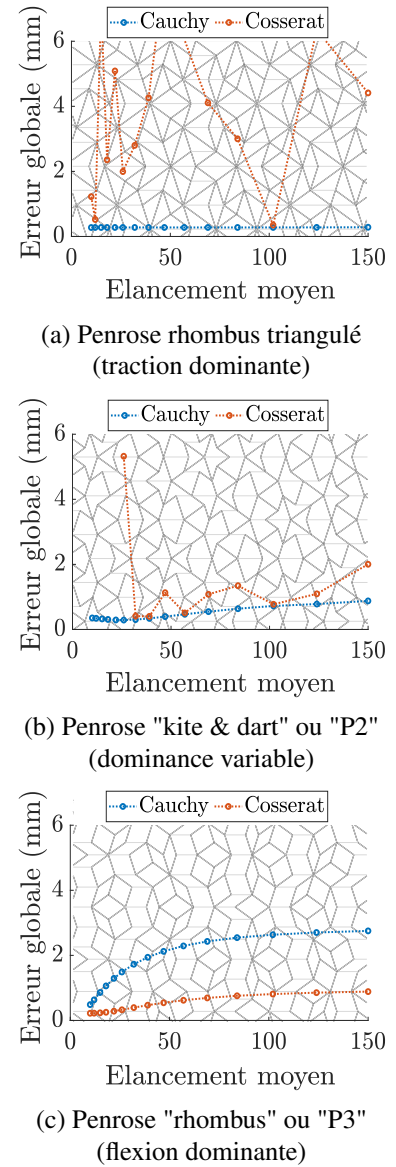 Cauchy Cosserat
6
4
2
0
Erreur globale (mm)
0 50 100 150
Elancement moyen
(a) Penrose rhombus triangulé
(traction dominante)
Cauchy Cosserat
6
4
2
0
Erreur globale (mm)
0 50 100 150
Elancement moyen
(b) Penrose "kite & dart" ou "P2"
(dominance variable)
Cauchy Cosserat
6
4
2
0
Erreur globale (mm)
0 50 100 150
Elancement moyen
(c) Penrose "rhombus" ou "P3"
(flexion dominante)